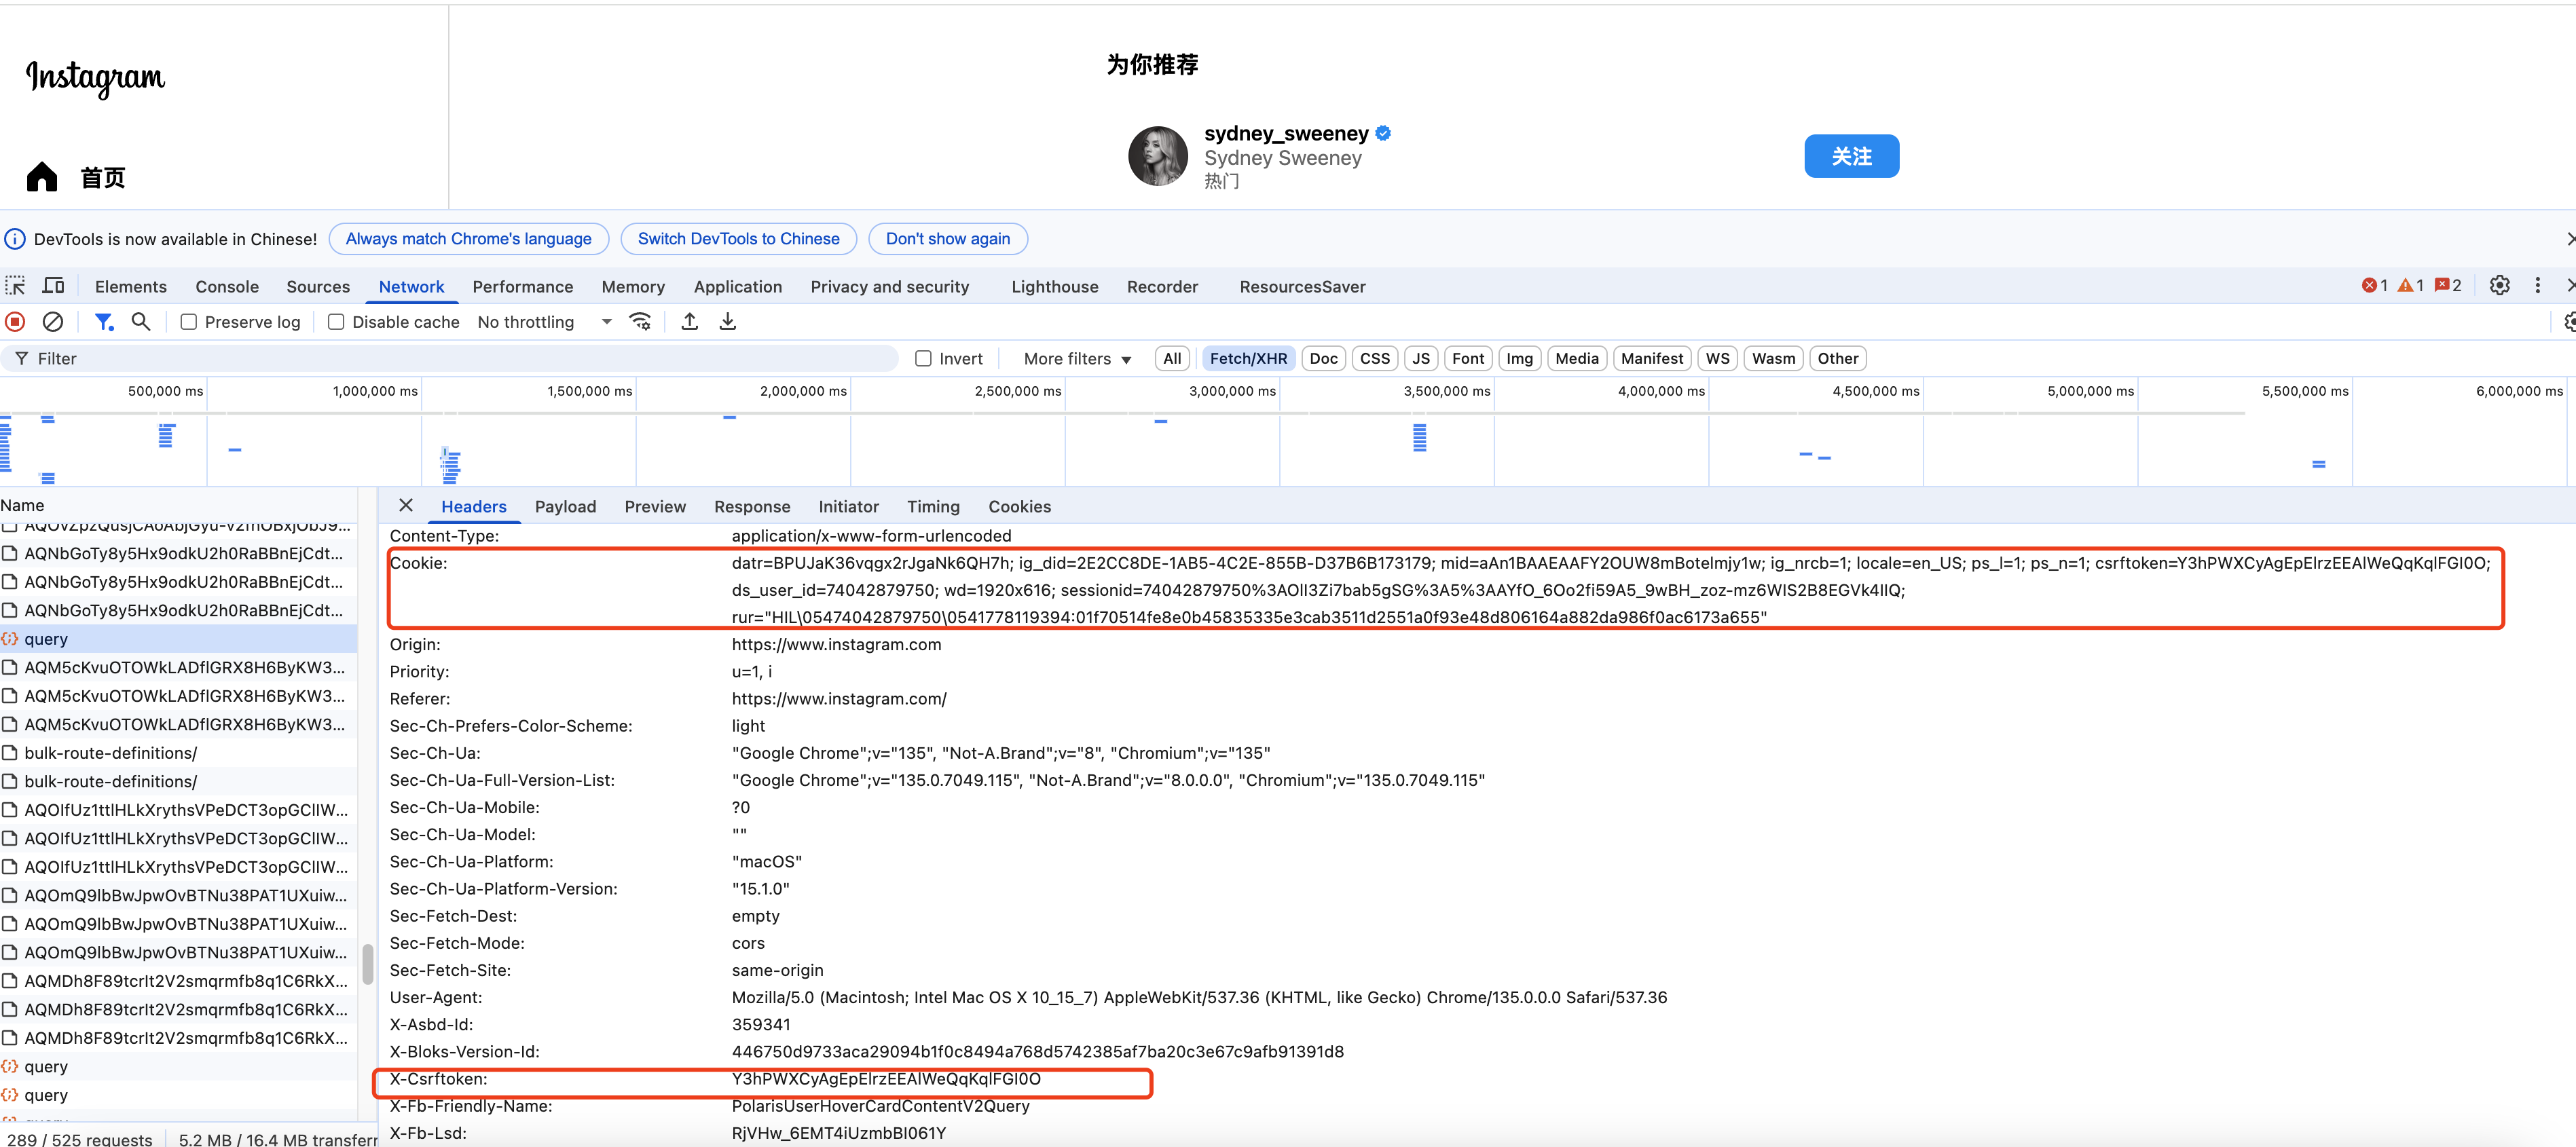 Instagram
为你推荐
sydney_sweeney
Sydney Sweeney
热门
关注
首页
DevTools is now available in Chinese! Always match Chrome's language Switch DevTools to Chinese Don't show again
Elements Console Sources Network Performance Memory Application Privacy and security Lighthouse Recorder ResourcesSaver 1 1 2
Preserve log Disable cache No throttling
Filter Invert More filters All Fetch/XHR Doc CSS JS Font Img Media Manifest WS Wasm Other
500,000 ms 1,000,000 ms 1,500,000 ms 2,000,000 ms 2,500,000 ms 3,000,000 ms 3,500,000 ms 4,000,000 ms 4,500,000 ms 5,000,000 ms 5,500,000 ms 6,000,000 ms
Name
AQNbGoTy8y5Hx9odkU2h0RaBBnEjCdt...
AQNbGoTy8y5Hx9odkU2h0RaBBnEjCdt...
AQNbGoTy8y5Hx9odkU2h0RaBBnEjCdt...
query
AQM5cKvuOTOWkLADflGRX8H6ByKW3...
AQM5cKvuOTOWkLADflGRX8H6ByKW3...
AQM5cKvuOTOWkLADflGRX8H6ByKW3...
bulk-route-definitions/
bulk-route-definitions/
AQOlfUz1ttlHLkXrythsVPeDCT3opGCllW...
AQOlfUz1ttlHLkXrythsVPeDCT3opGCllW...
AQOlfUz1ttlHLkXrythsVPeDCT3opGCllW...
AQOmQ9lbBwJpwOvBTNu38PAT1UXuiw...
AQOmQ9lbBwJpwOvBTNu38PAT1UXuiw...
AQOmQ9lbBwJpwOvBTNu38PAT1UXuiw...
AQMDh8F89tcrIt2V2smqrmfb8q1C6RkX...
AQMDh8F89tcrIt2V2smqrmfb8q1C6RkX...
AQMDh8F89tcrIt2V2smqrmfb8q1C6RkX...
query
query
289 / 525 requests 5.2 MB / 16.4 MB transferr
Headers Payload Preview Response Initiator Timing Cookies
Content-Type: application/x-www-form-urlencoded
Cookie: datr=BPUJaK36vqgx2rJgaNk6QH7h; ig_did=2E2CC8DE-1AB5-4C2E-855B-D37B6B173179; mid=aAn1BAAEAAFY2OUW8mBotelmjy1w; ig_nrcb=1; locale=en_US; ps_l=1; ps_n=1; csrftoken=Y3hPWXCyAgEpElrzEEAlWeQqKqlFGI0O;
ds_user_id=74042879750; wd=1920x616; sessionid=74042879750%3AOlI3Zi7bab5gSG%3A5%3AAYfO_6Oo2fi59A5_9wBH_zoz-mz6WIS2B8EGVk4IlQ;
rur="HIL\05474042879750\0541778119394:01f70514fe8e0b45835335e3cab3511d2551a0f93e48d806164a882da986f0ac6173a655"
Origin: https://www.instagram.com
Priority: u=1, i
Referer: https://www.instagram.com/
Sec-Ch-Prefers-Color-Scheme: light
Sec-Ch-Ua: "Google Chrome";v="135", "Not-A.Brand";v="8", "Chromium";v="135"
Sec-Ch-Ua-Full-Version-List: "Google Chrome";v="135.0.7049.115", "Not-A.Brand";v="8.0.0.0", "Chromium";v="135.0.7049.115"
Sec-Ch-Ua-Mobile: ?0
Sec-Ch-Ua-Model: ""
Sec-Ch-Ua-Platform: "macOS"
Sec-Ch-Ua-Platform-Version: "15.1.0"
Sec-Fetch-Dest: empty
Sec-Fetch-Mode: cors
Sec-Fetch-Site: same-origin
User-Agent: Mozilla/5.0 (Macintosh; Intel Mac OS X 10_15_7) AppleWebKit/537.36 (KHTML, like Gecko) Chrome/135.0.0.0 Safari/537.36
X-Asbd-Id: 359341
X-Bloks-Version-Id: 446750d9733aca29094b1f0c8494a768d5742385af7ba20c3e67c9afb91391d8
X-Csrftoken: Y3hPWXCyAgEpElrzEEAlWeQqKqlFGI0O
X-Fb-Friendly-Name: PolarisUserHoverCardContentV2Query
X-Fb-Lsd: RjVHw_6EMT4iUzmbBI061Y